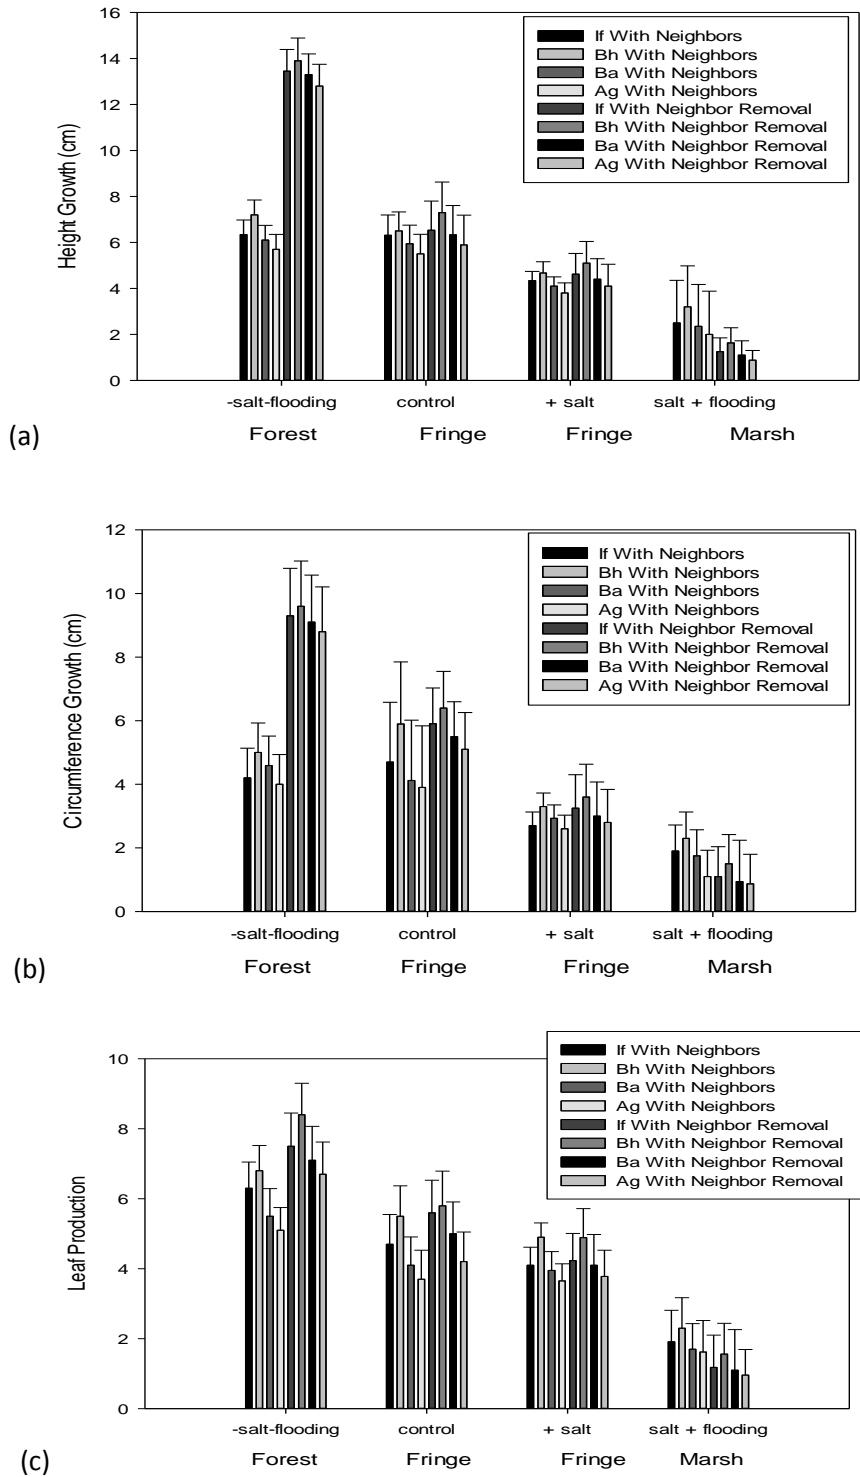 16
14
12
8
6
4
2
0
Height Growth (cm)
If With Neighbors
Bh With Neighbors
Ba With Neighbors
Ag With Neighbors
If With Neighbor Removal
Bh With Neighbor Removal
Ba With Neighbor Removal
Ag With Neighbor Removal
-salt-flooding control + salt salt + flooding
Forest Fringe Fringe Marsh
(a)
12
10
8
6
4
2
0
Circumference Growth (cm)
If With Neighbors
Bh With Neighbors
Ba With Neighbors
Ag With Neighbors
If With Neighbor Removal
Bh With Neighbor Removal
Ba With Neighbor Removal
Ag With Neighbor Removal
-salt-flooding control + salt salt + flooding
Forest Fringe Fringe Marsh
(b)
10
8
6
4
2
0
Leaf Production
If With Neighbors
Bh With Neighbors
Ba With Neighbors
Ag With Neighbors
If With Neighbor Removal
Bh With Neighbor Removal
Ba With Neighbor Removal
Ag With Neighbor Removal
-salt-flooding control + salt salt + flooding
Forest Fringe Fringe Marsh
(c)